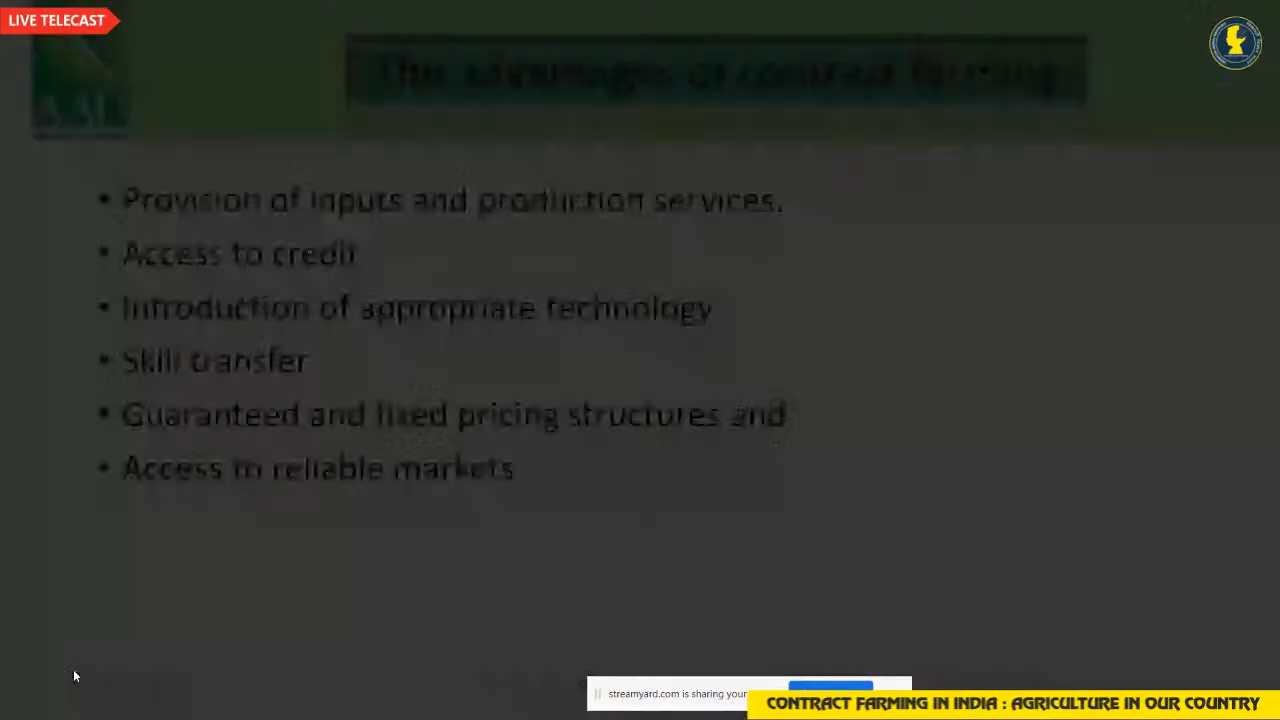 LIVE TELECAST
The advantages of contract farming
• Provision of inputs and production services.
• Access to credit
• Introduction of appropriate technology
• Skill transfer
• Guaranteed and fixed pricing structures and
• Access to reliable markets
streamyard.com is sharing your
CONTRACT FARMING IN INDIA : AGRICULTURE IN OUR COUNTRY